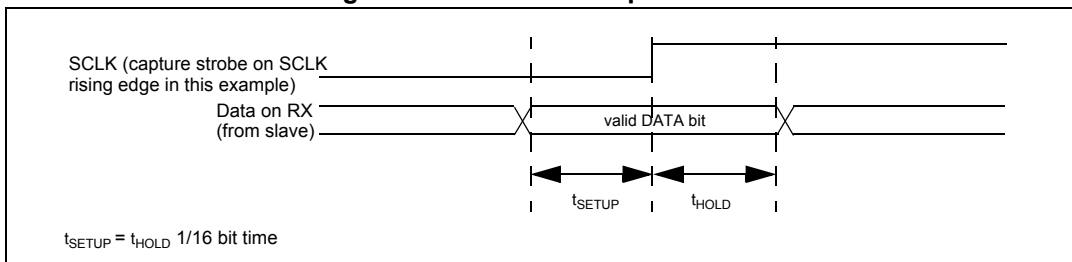 SCLK (capture strobe on SCLK
rising edge in this example)
Data on RX
(from slave)
valid DATA bit
tSETUP
tHOLD
tSETUP = tHOLD 1/16 bit time